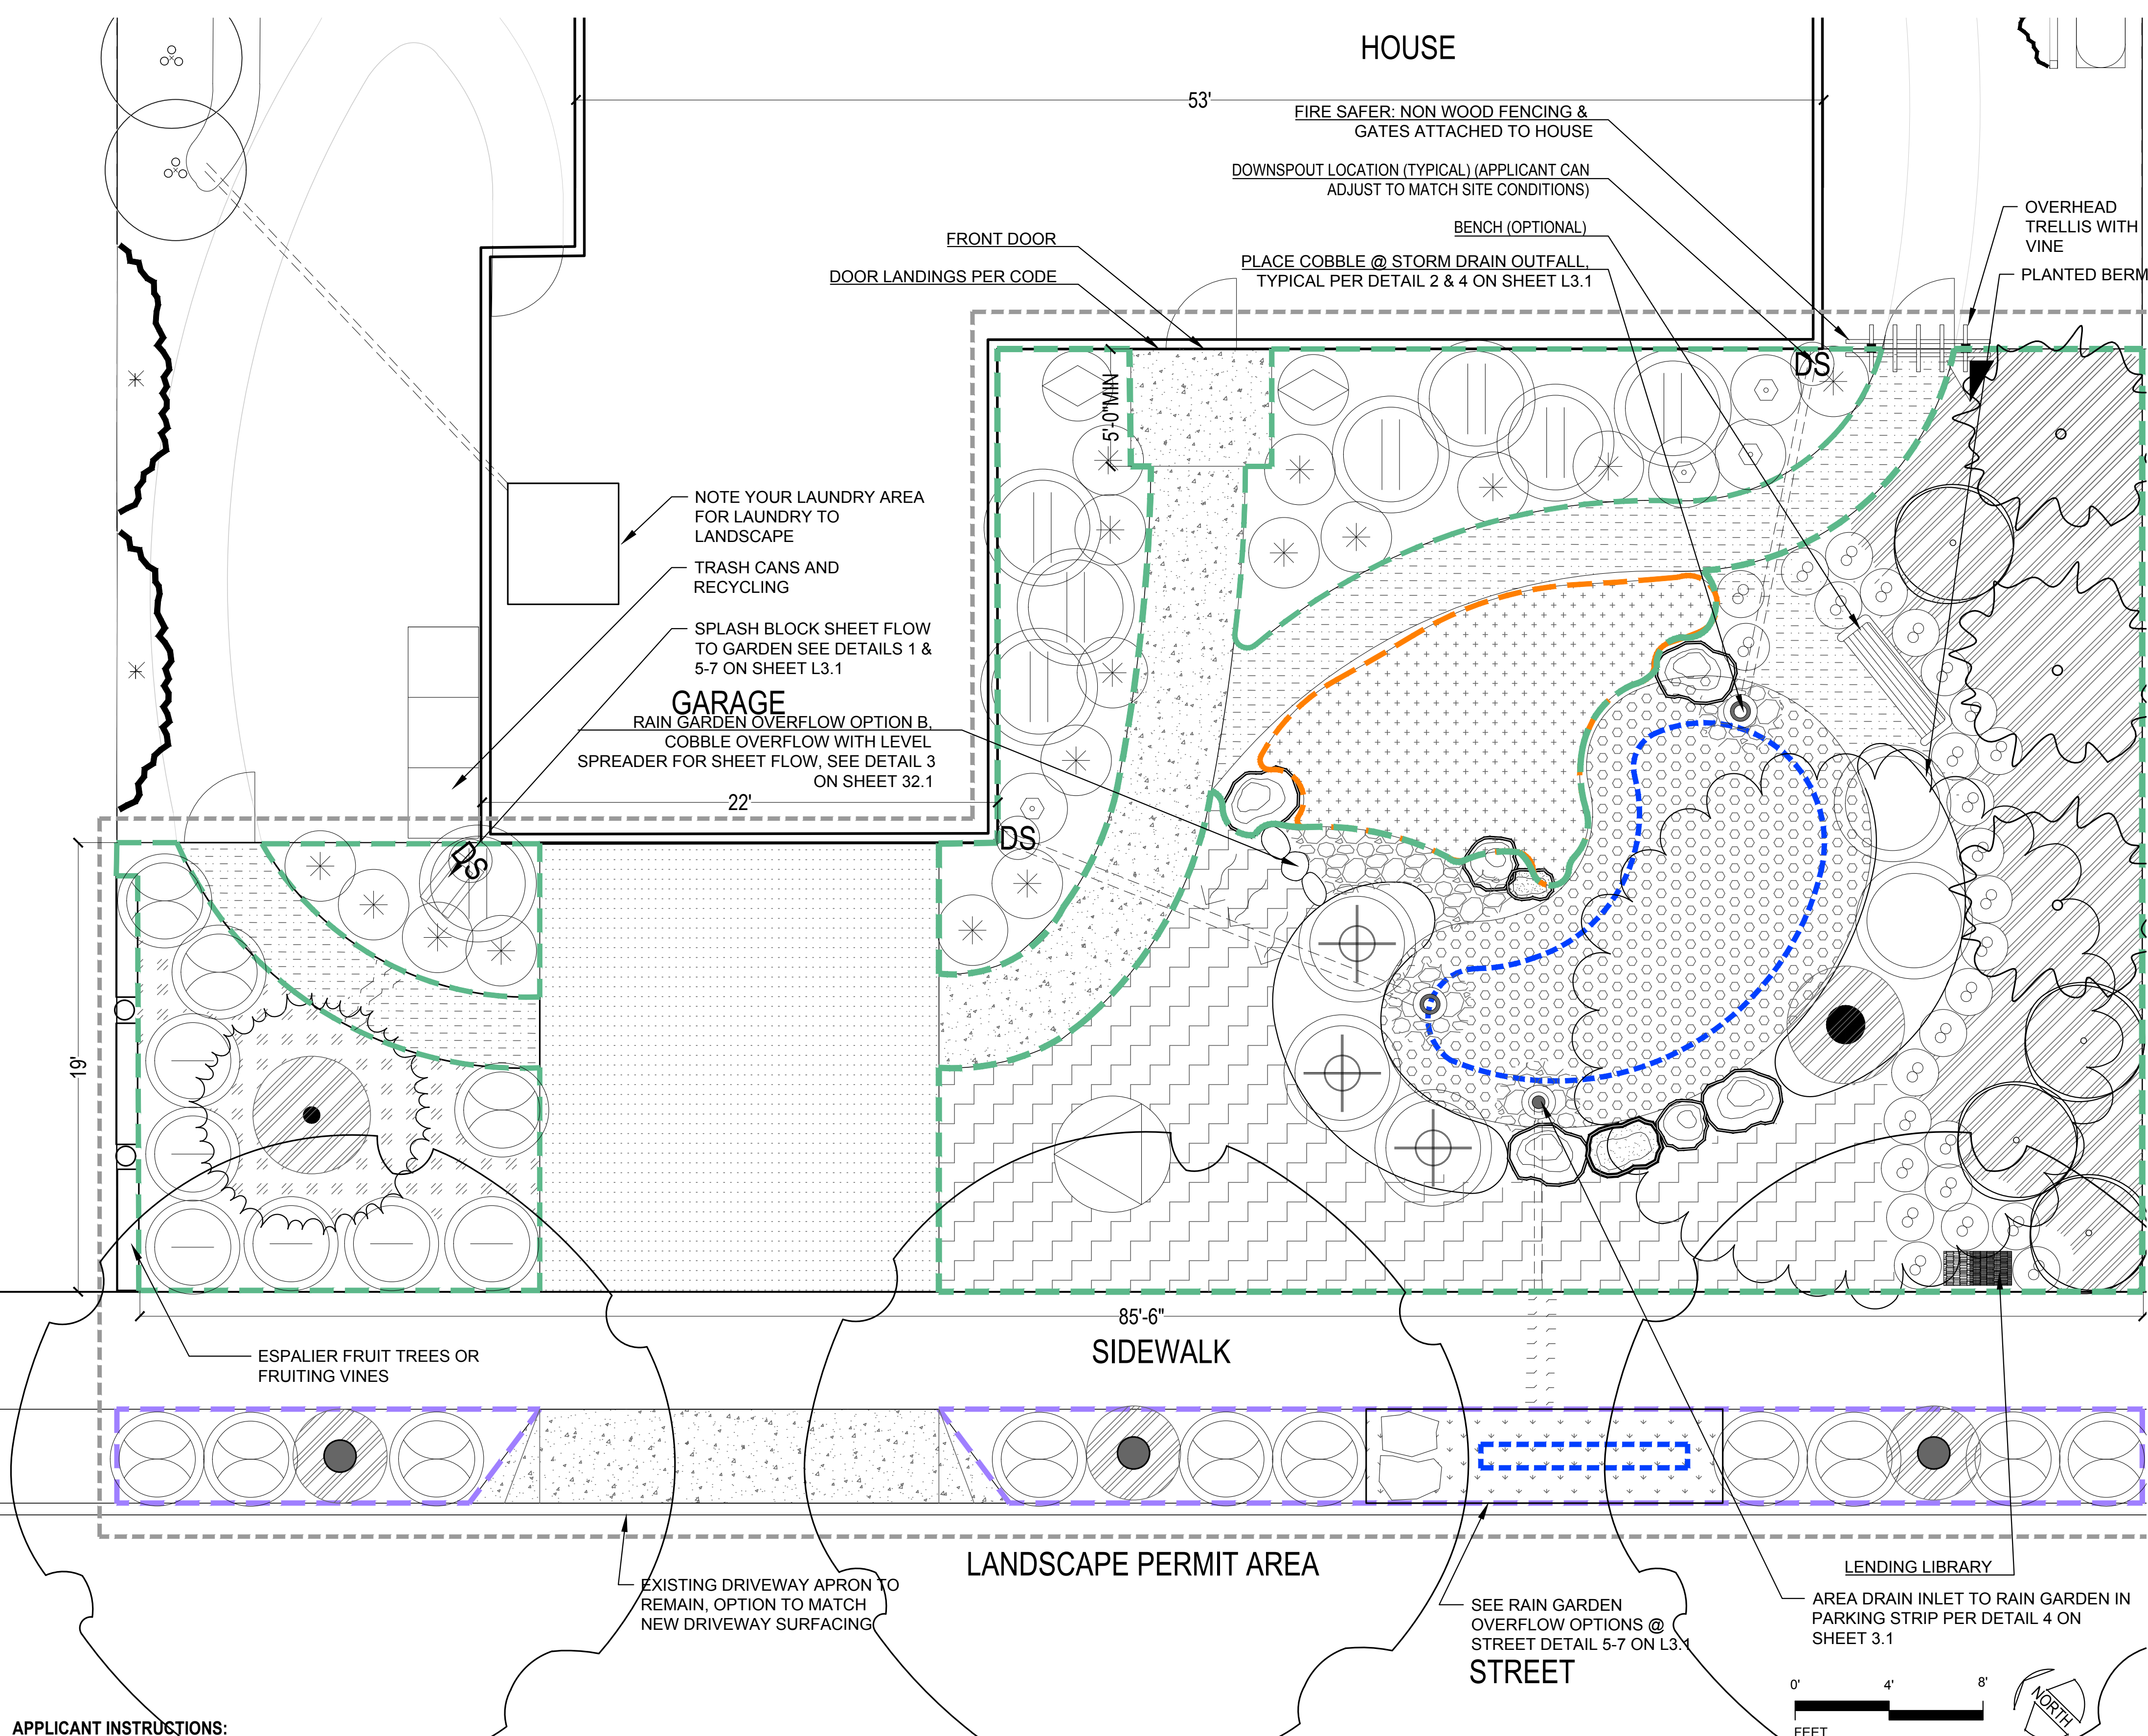 HOUSE
53'
FIRE SAFER: NON WOOD FENCING &
GATES ATTACHED TO HOUSE
DOWNSPOUT LOCATION (TYPICAL) (APPLICANT CAN
ADJUST TO MATCH SITE CONDITIONS)
BENCH (OPTIONAL)
PLACE COBBLE @ STORM DRAIN OUTFALL,
TYPICAL PER DETAIL 2 & 4 ON SHEET L3.1
OVERHEAD
TRELLIS WITH
VINE
PLANTED BERM
FRONT DOOR
DOOR LANDINGS PER CODE
5'-0"MIN
DS
NOTE YOUR LAUNDRY AREA
FOR LAUNDRY TO
LANDSCAPE
TRASH CANS AND
RECYCLING
SPLASH BLOCK SHEET FLOW
TO GARDEN SEE DETAILS 1 &
5-7 ON SHEET L3.1
GARAGE
RAIN GARDEN OVERFLOW OPTION B,
COBBLE OVERFLOW WITH LEVEL
SPREADER FOR SHEET FLOW, SEE DETAIL 3
ON SHEET 32.1
22'
DS
DS
19'
85'-6"
SIDEWALK
ESPALIER FRUIT TREES OR
FRUITING VINES
LANDSCAPE PERMIT AREA
EXISTING DRIVEWAY APRON TO
REMAIN, OPTION TO MATCH
NEW DRIVEWAY SURFACING
SEE RAIN GARDEN
OVERFLOW OPTIONS @
STREET DETAIL 5-7 ON L3.1
STREET
LENDING LIBRARY
AREA DRAIN INLET TO RAIN GARDEN IN
PARKING STRIP PER DETAIL 4 ON
SHEET 3.1
0' 4' 8'
FEET
NORTH
APPLICANT INSTRUCTIONS: